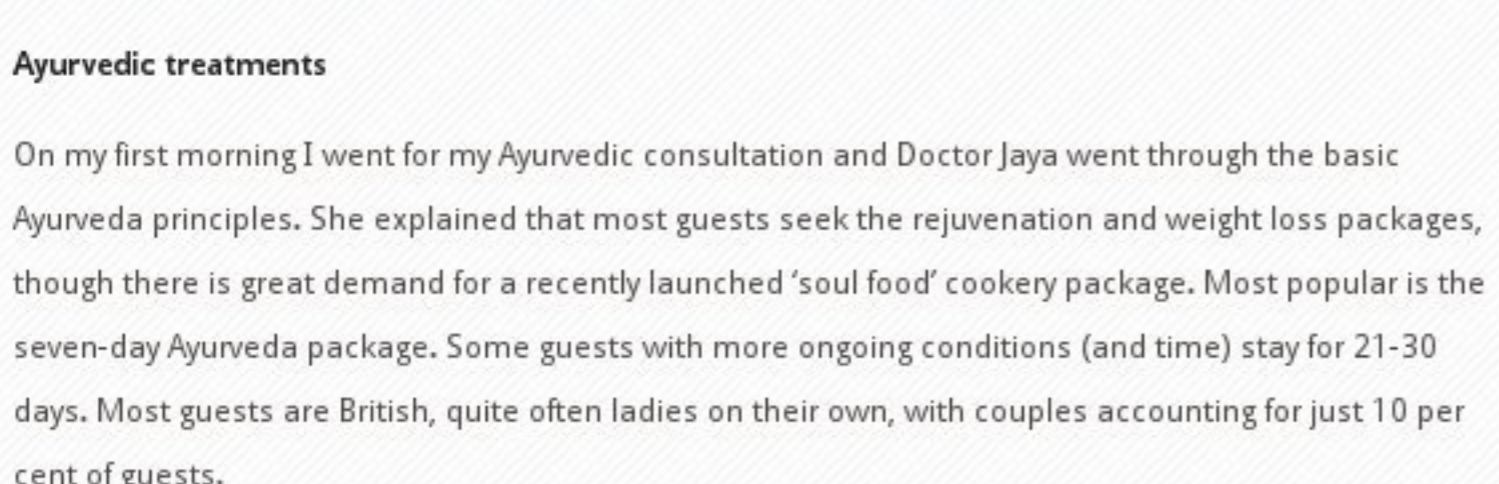 Ayurvedic treatments
On my first morning I went for my Ayurvedic consultation and Doctor Jaya went through the basic
Ayurveda principles. She explained that most guests seek the rejuvenation and weight loss packages,
though there is great demand for a recently launched ‘soul food’ cookery package. Most popular is the
seven-day Ayurveda package. Some guests with more ongoing conditions (and time) stay for 21-30
days. Most guests are British, quite often ladies on their own, with couples accounting for just 10 per
cent of guests.